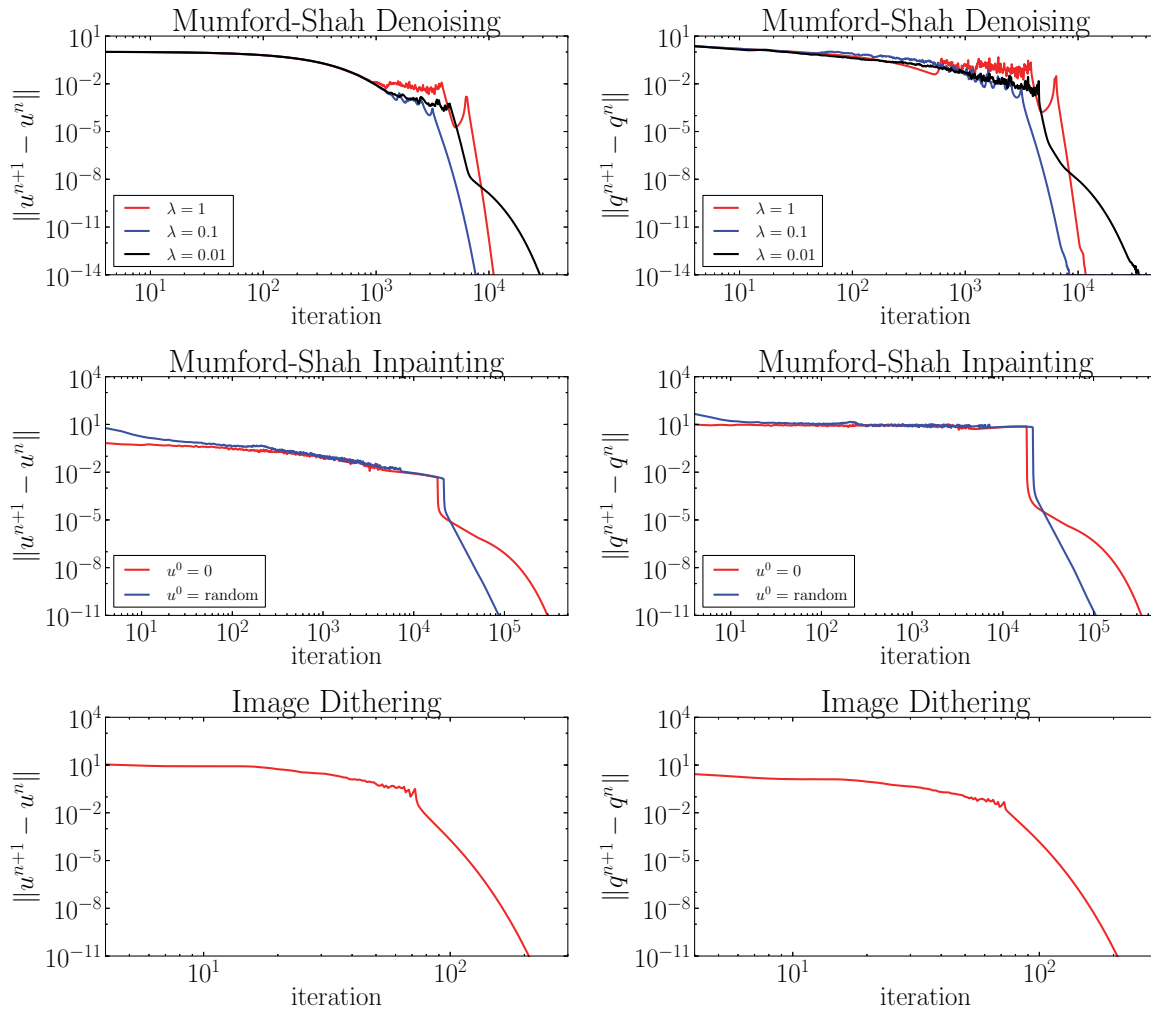 Mumford-Shah Denoising
10^1
10^{-2}
10^{-5}
10^{-8}
10^{-11}
10^{-14}
||u^{n+1} − u^n||
λ = 1
λ = 0.1
λ = 0.01
10^1 10^2 10^3 10^4
iteration
Mumford-Shah Denoising
10^1
10^{-2}
10^{-5}
10^{-8}
10^{-11}
10^{-14}
||q^{n+1} − q^n||
λ = 1
λ = 0.1
λ = 0.01
10^1 10^2 10^3 10^4
iteration
Mumford-Shah Inpainting
10^4
10^1
10^{-2}
10^{-5}
10^{-8}
10^{-11}
||u^{n+1} − u^n||
u^0 = 0
u^0 = random
10^1 10^2 10^3 10^4 10^5
iteration
Mumford-Shah Inpainting
10^4
10^1
10^{-2}
10^{-5}
10^{-8}
10^{-11}
||q^{n+1} − q^n||
u^0 = 0
u^0 = random
10^1 10^2 10^3 10^4 10^5
iteration
Image Dithering
10^4
10^1
10^{-2}
10^{-5}
10^{-8}
10^{-11}
||u^{n+1} − u^n||
10^1 10^2
iteration
Image Dithering
10^4
10^1
10^{-2}
10^{-5}
10^{-8}
10^{-11}
||q^{n+1} − q^n||
10^1 10^2
iteration